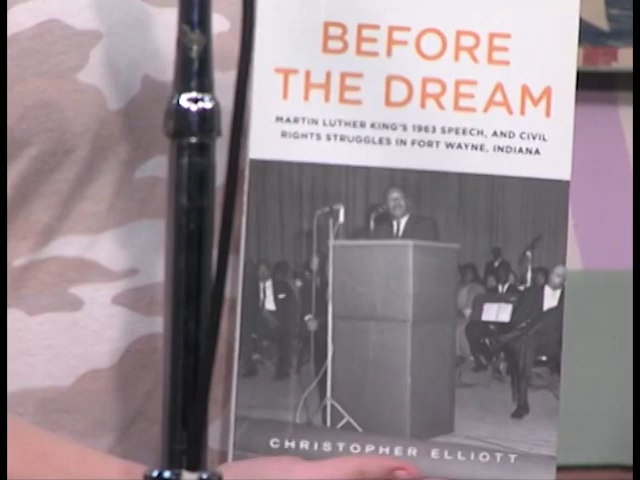 BEFORE
THE DREAM
MARTIN LUTHER KING'S 1963 SPEECH, AND CIVIL
RIGHTS STRUGGLES IN FORT WAYNE, INDIANA
CHRISTOPHER ELLIOTT